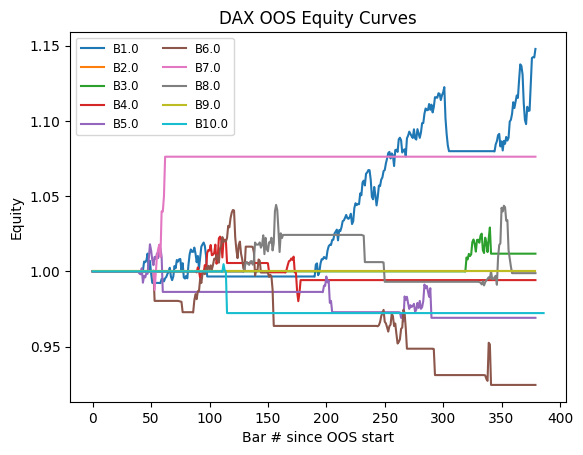 DAX OOS Equity Curves
Equity
1.15
1.10
1.05
1.00
0.95
B1.0 B6.0
B2.0 B7.0
B3.0 B8.0
B4.0 B9.0
B5.0 B10.0
0 50 100 150 200 250 300 350 400
Bar # since OOS start